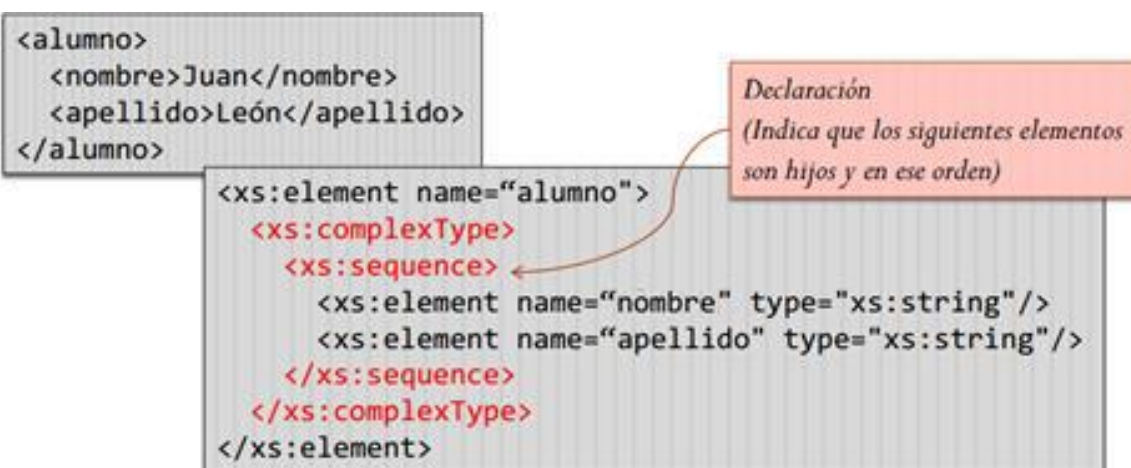 <alumno>
<nombre>Juan</nombre>
<apellido>León</apellido>
</alumno>
Declaración
(Indica que los siguientes elementos
son hijos y en ese orden)
<xs:element name=“alumno">
<xs:complexType>
<xs:sequence>
<xs:element name=“nombre" type="xs:string"/>
<xs:element name=“apellido" type="xs:string"/>
</xs:sequence>
</xs:complexType>
</xs:element>